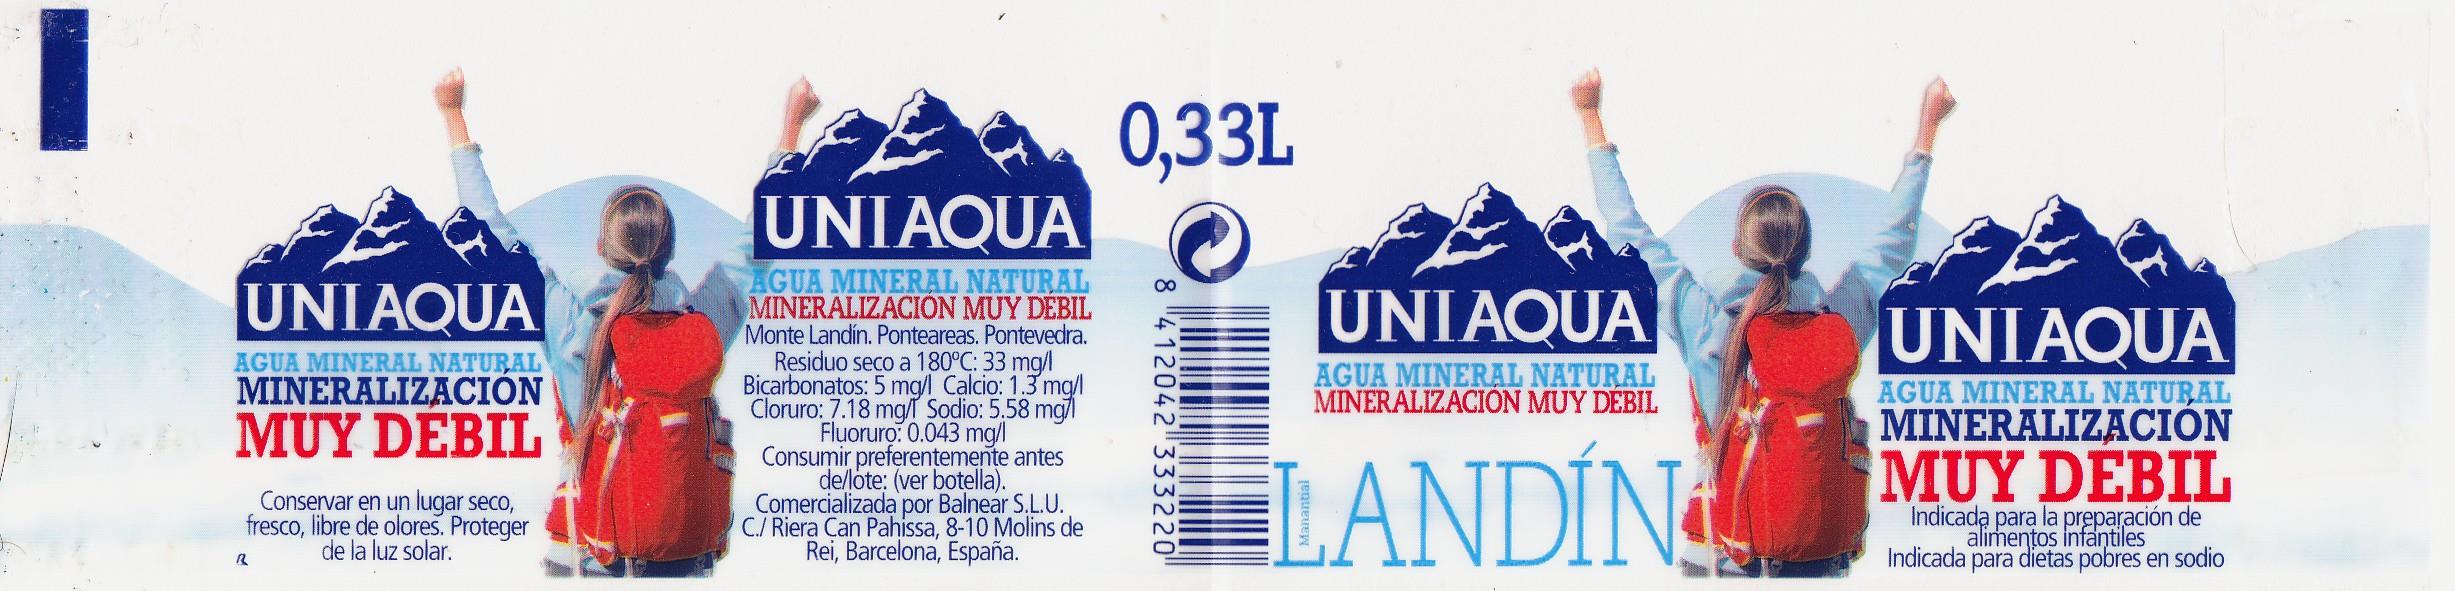 UNIAQUA
AGUA MINERAL NATURAL
MINERALIZACIÓN
MUY DÉBIL
Conservar en un lugar seco,
fresco, libre de olores. Proteger
de la luz solar.
UNIAQUA
AGUA MINERAL NATURAL
MINERALIZACIÓN MUY DÉBIL
Monte Landín. Ponteareas. Pontevedra.
Residuo seco a 180ºC: 33 mg/l
Bicarbonatos: 5 mg/l Calcio: 1.3 mg/l
Cloruro: 7.18 mg/l Sodio: 5.58 mg/l
Fluoruro: 0.043 mg/l
Consumir preferentemente antes
de/lote: (ver botella).
Comercializada por Balnear S.L.U.
C./ Riera Can Pahissa, 8-10 Molins de
Rei, Barcelona, España.
0,33L
8 412042 333220
UNIAQUA
AGUA MINERAL NATURAL
MINERALIZACIÓN MUY DÉBIL
Manantial
LANDÍN
UNIAQUA
AGUA MINERAL NATURAL
MINERALIZACIÓN
MUY DÉBIL
Indicada para la preparación de
alimentos infantiles
Indicada para dietas pobres en sodio